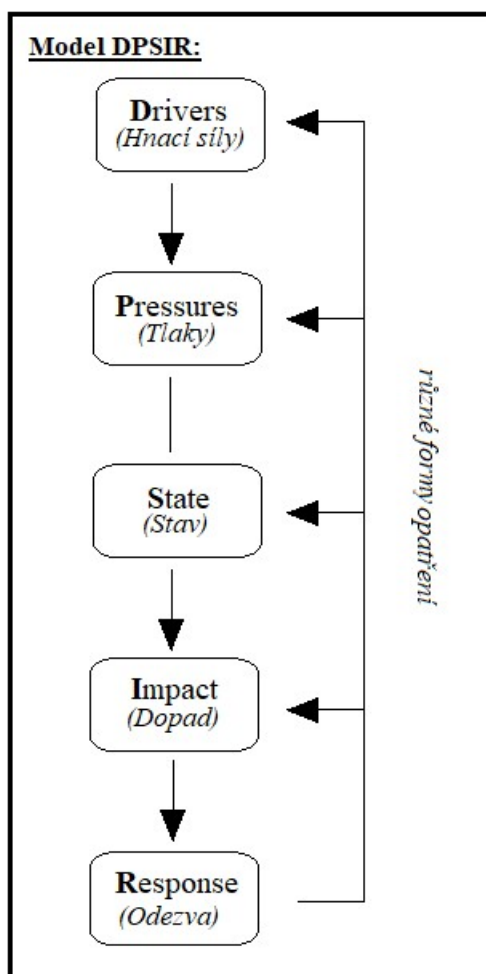 Model DPSIR:
Drivers
(Hnací síly)
Pressures
(Tlaky)
State
(Stav)
Impact
(Dopad)
Response
(Odezva)
různé formy opatření